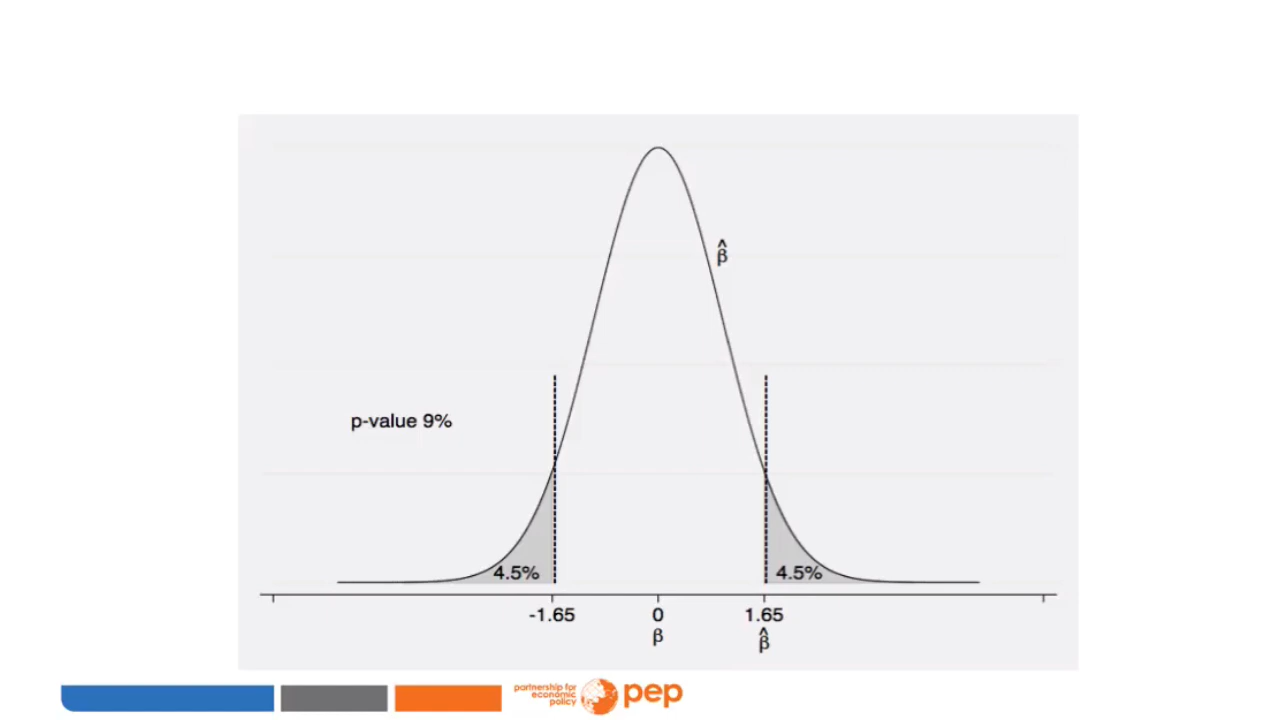 β̂
p-value 9%
4.5% 4.5%
-1.65 0 1.65
β β̂
partnership for
economic
policy
pep